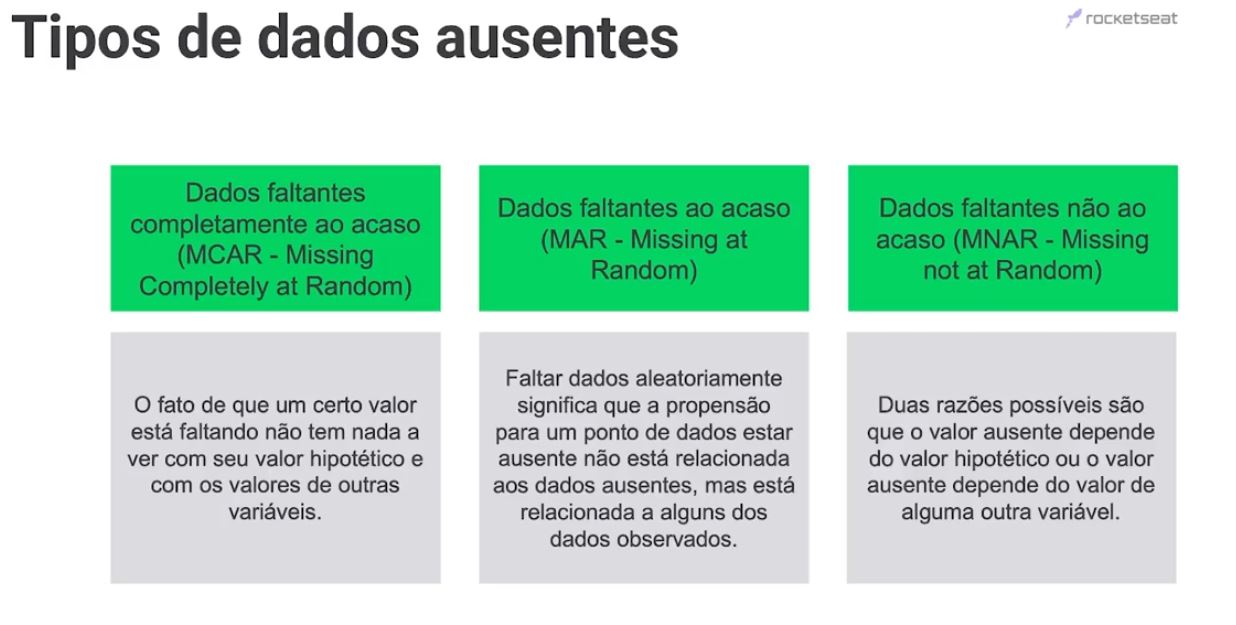 Tipos de dados ausentes
rocketseat
Dados faltantes
completamente ao acaso
(MCAR - Missing
Completely at Random)
Dados faltantes ao acaso
(MAR - Missing at
Random)
Dados faltantes não ao
acaso (MNAR - Missing
not at Random)
O fato de que um certo valor
está faltando não tem nada a
ver com seu valor hipotético e
com os valores de outras
variáveis.
Faltar dados aleatoriamente
significa que a propensão
para um ponto de dados estar
ausente não está relacionada
aos dados ausentes, mas está
relacionada a alguns dos
dados observados.
Duas razões possíveis são
que o valor ausente depende
do valor hipotético ou o valor
ausente depende do valor de
alguma outra variável.